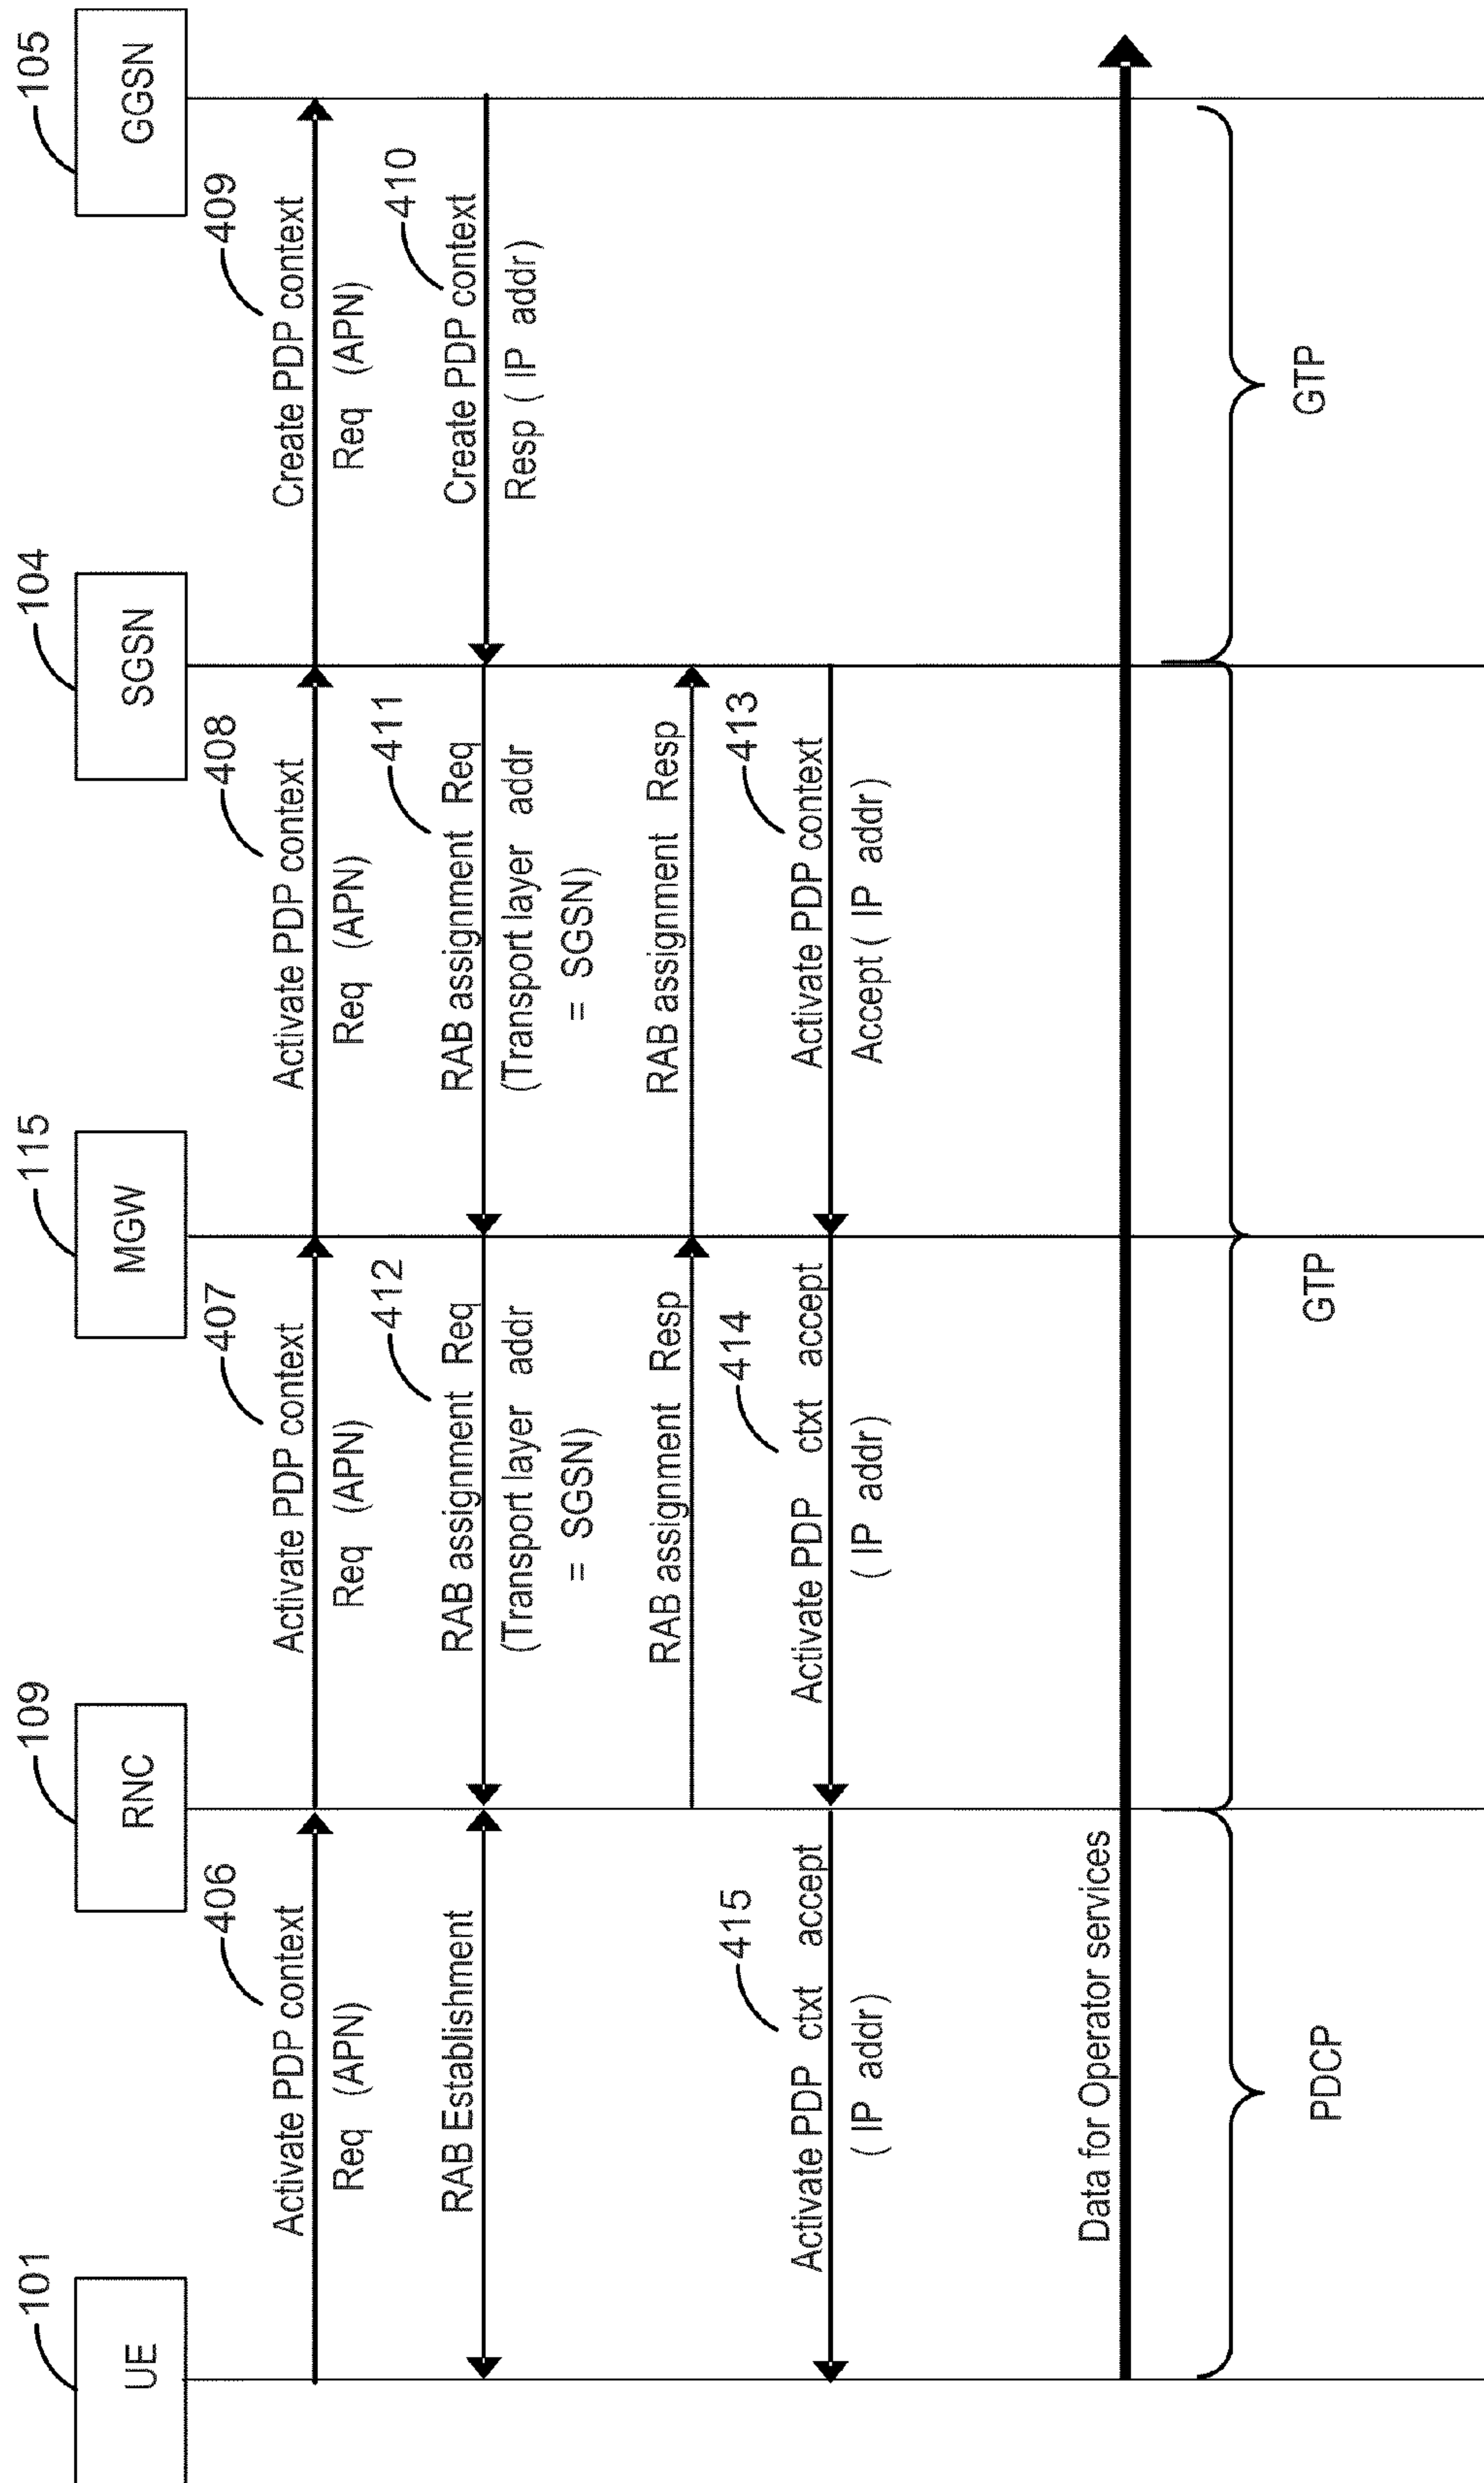 101
109
115
104
105
UE
RNC
MGW
SGSN
GGSN
406
407
408
409
Activate PDP context
Req (APN)
Activate PDP context
Req (APN)
Activate PDP context
Req (APN)
Create PDP context
Req (APN)
412
411
410
RAB Establishment
RAB assignment Req
(Transport layer addr
= SGSN)
RAB assignment Req
(Transport layer addr
= SGSN)
Create PDP context
Resp ( IP addr)
RAB assignment Resp
RAB assignment Resp
415
414
413
Activate PDP ctxt accept
( IP addr)
Activate PDP ctxt accept
( IP addr)
Activate PDP context
Accept ( IP addr)
Data for Operator services
PDCP
GTP
GTP